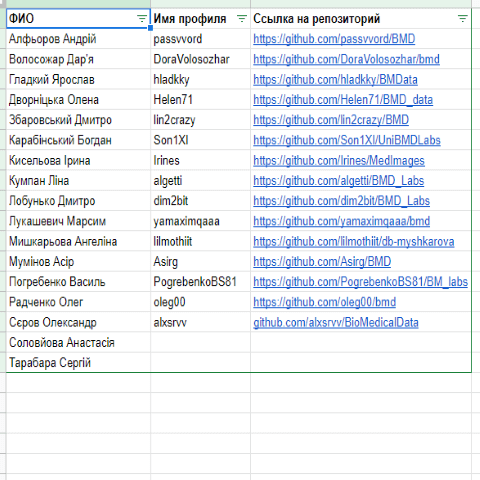 ФИО Имя профиля Ссылка на репозиторий
Алфьоров Андрій passvvord https://github.com/passvvord/BMD
Волосожар Дар'я DoraVolosozhar https://github.com/DoraVolosozhar/bmd
Гладкий Ярослав hladkky https://github.com/hladkky/BMData
Дворніцька Олена Helen71 https://github.com/Helen71/BMD_data
Збаровський Дмитро lin2crazy https://github.com/lin2crazy/BMD
Карабінський Богдан Son1XI https://github.com/Son1XI/UniBMDLabs
Кисельова Ірина Irines https://github.com/Irines/MedImages
Кумпан Ліна algetti https://github.com/algetti/BMD_Labs
Лобунько Дмитро dim2bit https://github.com/dim2bit/BMD_Labs
Лукашевич Марсим yamaximqaaa https://github.com/yamaximqaaa/bmd
Мишкарьова Ангеліна lilmothiit https://github.com/lilmothiit/db-myshkarova
Мумінов Асір Asirg https://github.com/Asirg/BMD
Погребенко Василь PogrebenkoBS81 https://github.com/PogrebenkoBS81/BM_labs
Радченко Олег oleg00 https://github.com/oleg00/bmd
Сєров Олександр alxsrvv github.com/alxsrvv/BioMedicalData
Соловйова Анастасія
Тарабара Сергій